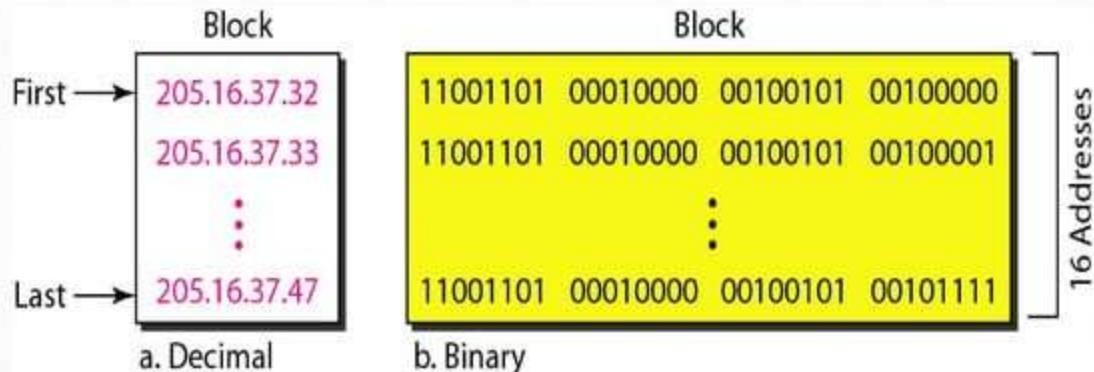 Block Block
First 205.16.37.32 11001101 00010000 00100101 00100000
205.16.37.33 11001101 00010000 00100101 00100001
Last 205.16.37.47 11001101 00010000 00100101 00101111
16 Addresses
a. Decimal b. Binary